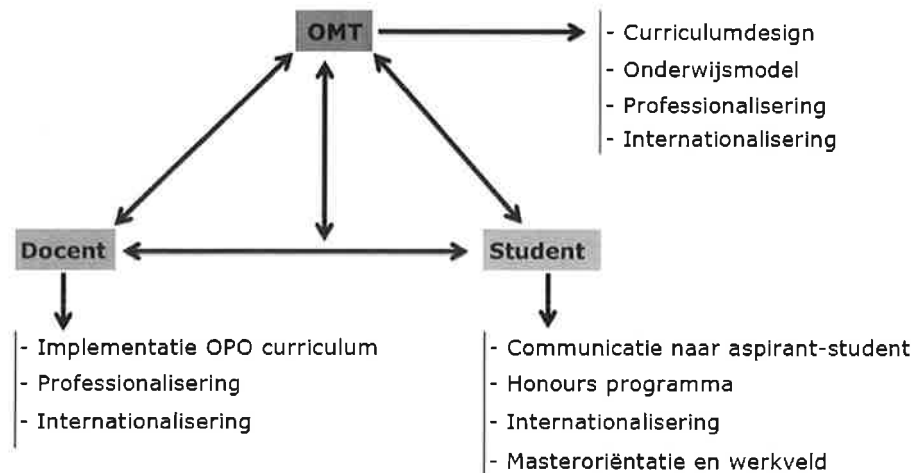 OMT
- Curriculumdesign
- Onderwijsmodel
- Professionalisering
- Internationalisering
Docent
Student
- Implementatie OPO curriculum
- Professionalisering
- Internationalisering
- Communicatie naar aspirant-student
- Honours programma
- Internationalisering
- Masteroriëntatie en werkveld